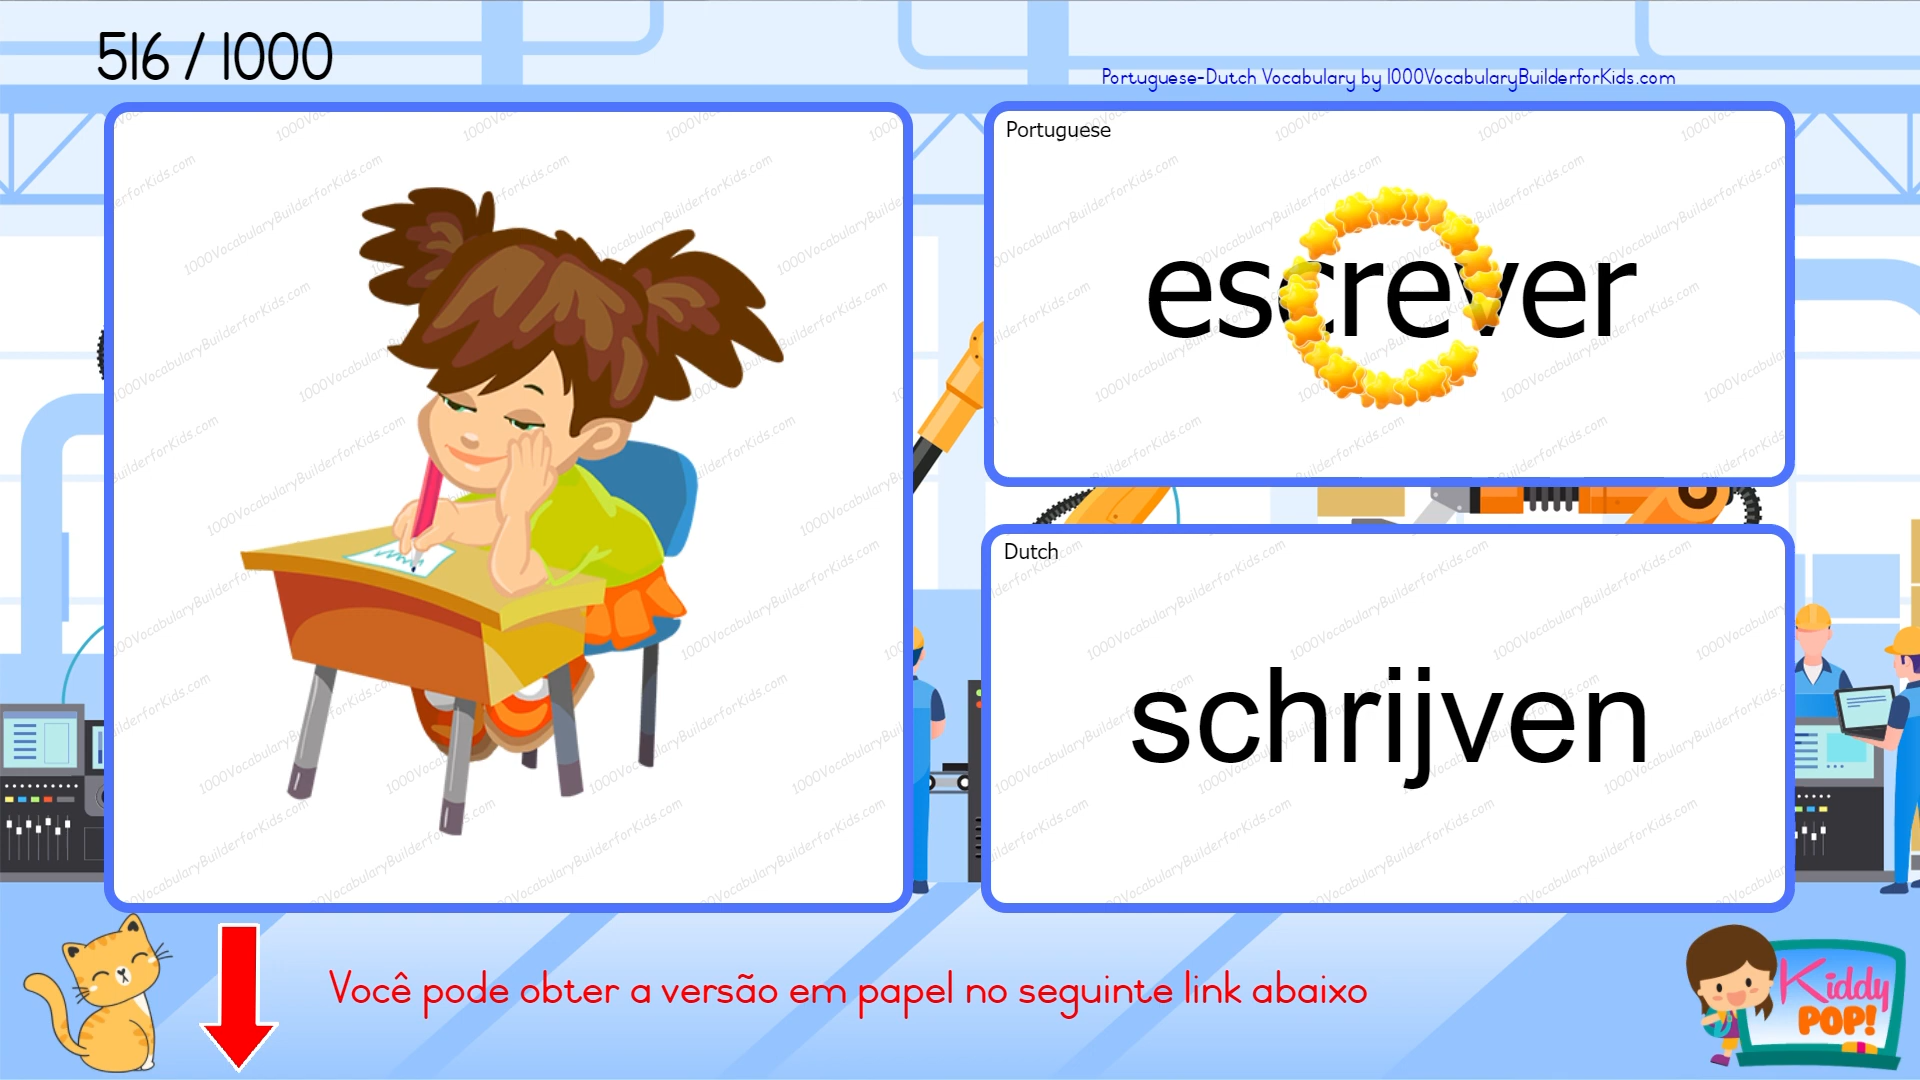 516 / 1000
Portuguese-Dutch Vocabulary by 1000VocabularyBuilderforKids.com
Portuguese
escrever
Dutch
schrijven
Você pode obter a versão em papel no seguinte link abaixo
Kiddy
POP!